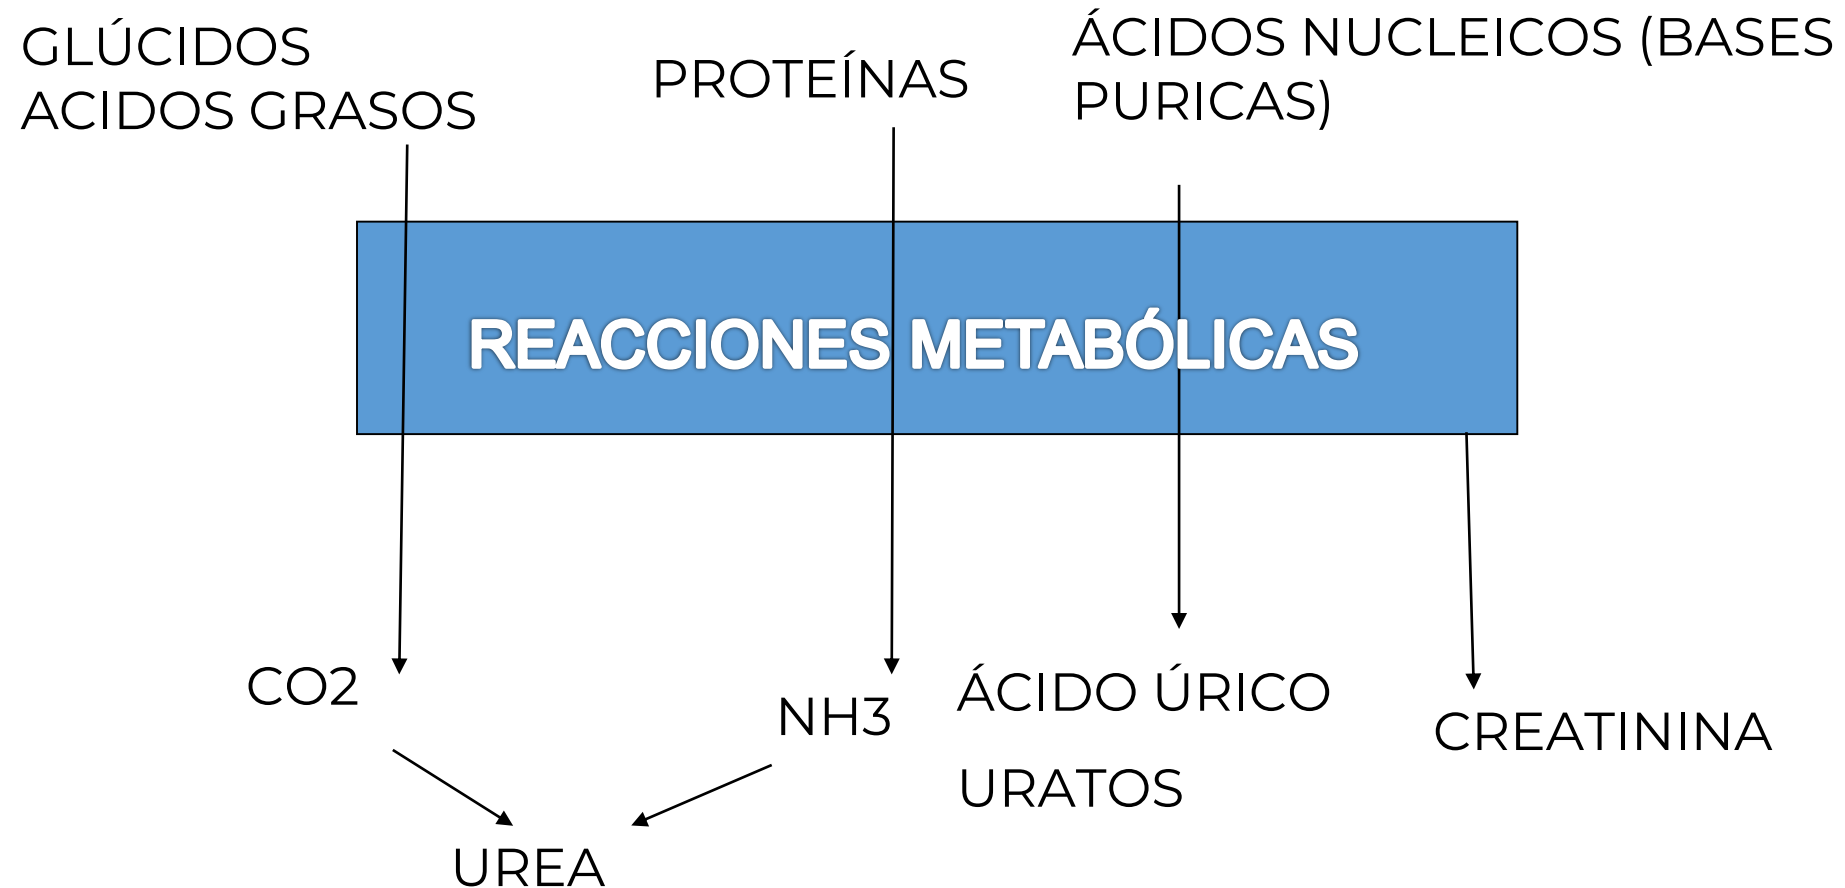 GLÚCIDOS
ACIDOS GRASOS
PROTEÍNAS
ÁCIDOS NUCLEICOS (BASES
PURICAS)
REACCIONES METABÓLICAS
CO2
NH3
ÁCIDO ÚRICO
URATOS
CREATININA
UREA